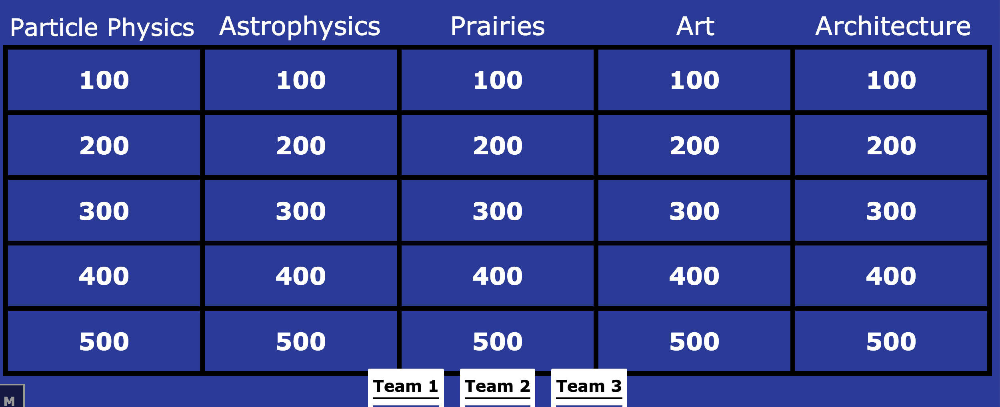 Particle Physics Astrophysics Prairies Art Architecture
100 100 100 100 100
200 200 200 200 200
300 300 300 300 300
400 400 400 400 400
500 500 500 500 500
Team 1 Team 2 Team 3
M